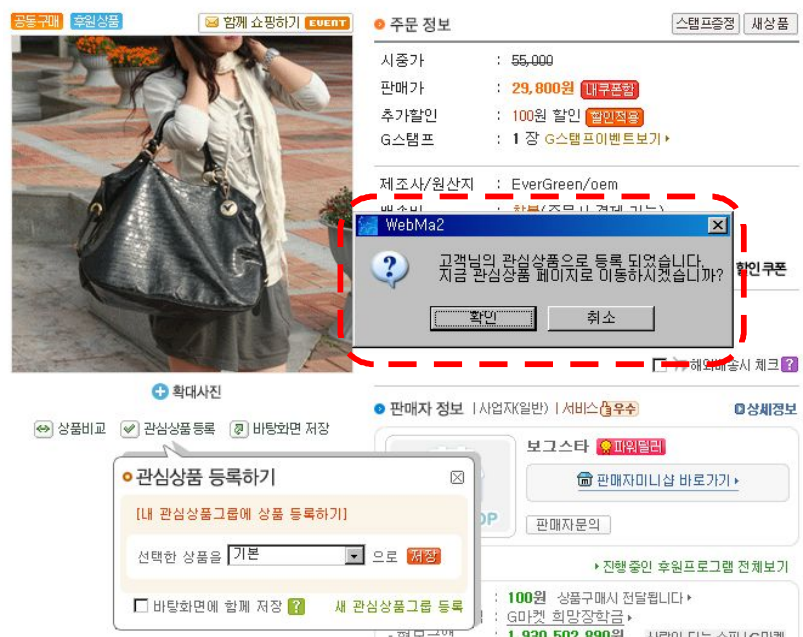 공동구매 후원상품 함께 쇼핑하기 EVENT
주문 정보 스탬프증정 새상품
시중가 : 55,000
판매가 : 29,800원 내쿠폰함
추가할인 : 100원 할인 할인적용
G스탬프 : 1 장 G스탬프이벤트보기
제조사/원산지 : EverGreen/oem
배송비 : 착불(주문시 결제 가능)
WebMa2
고객님의 관심상품으로 등록 되었습니다.
지금 관심상품 페이지로 이동하시겠습니까?
할인쿠폰
확인 취소
해외배송시 체크 ?
확대사진
상품비교 관심상품등록 바탕화면 저장
판매자 정보 | 사업자(일반) | 서비스 우수 상세정보
보그스타 파워딜러
판매자미니샵 바로가기
판매자문의
관심상품 등록하기
[내 관심상품그룹에 상품 등록하기]
선택한 상품을 기본 으로 저장
바탕화면에 함께 저장 ? 새 관심상품그룹 등록
진행중인 후원프로그램 전체보기
: 100원 상품구매시 전달됩니다
: G마켓 희망장학금
: 1,930,502,890원